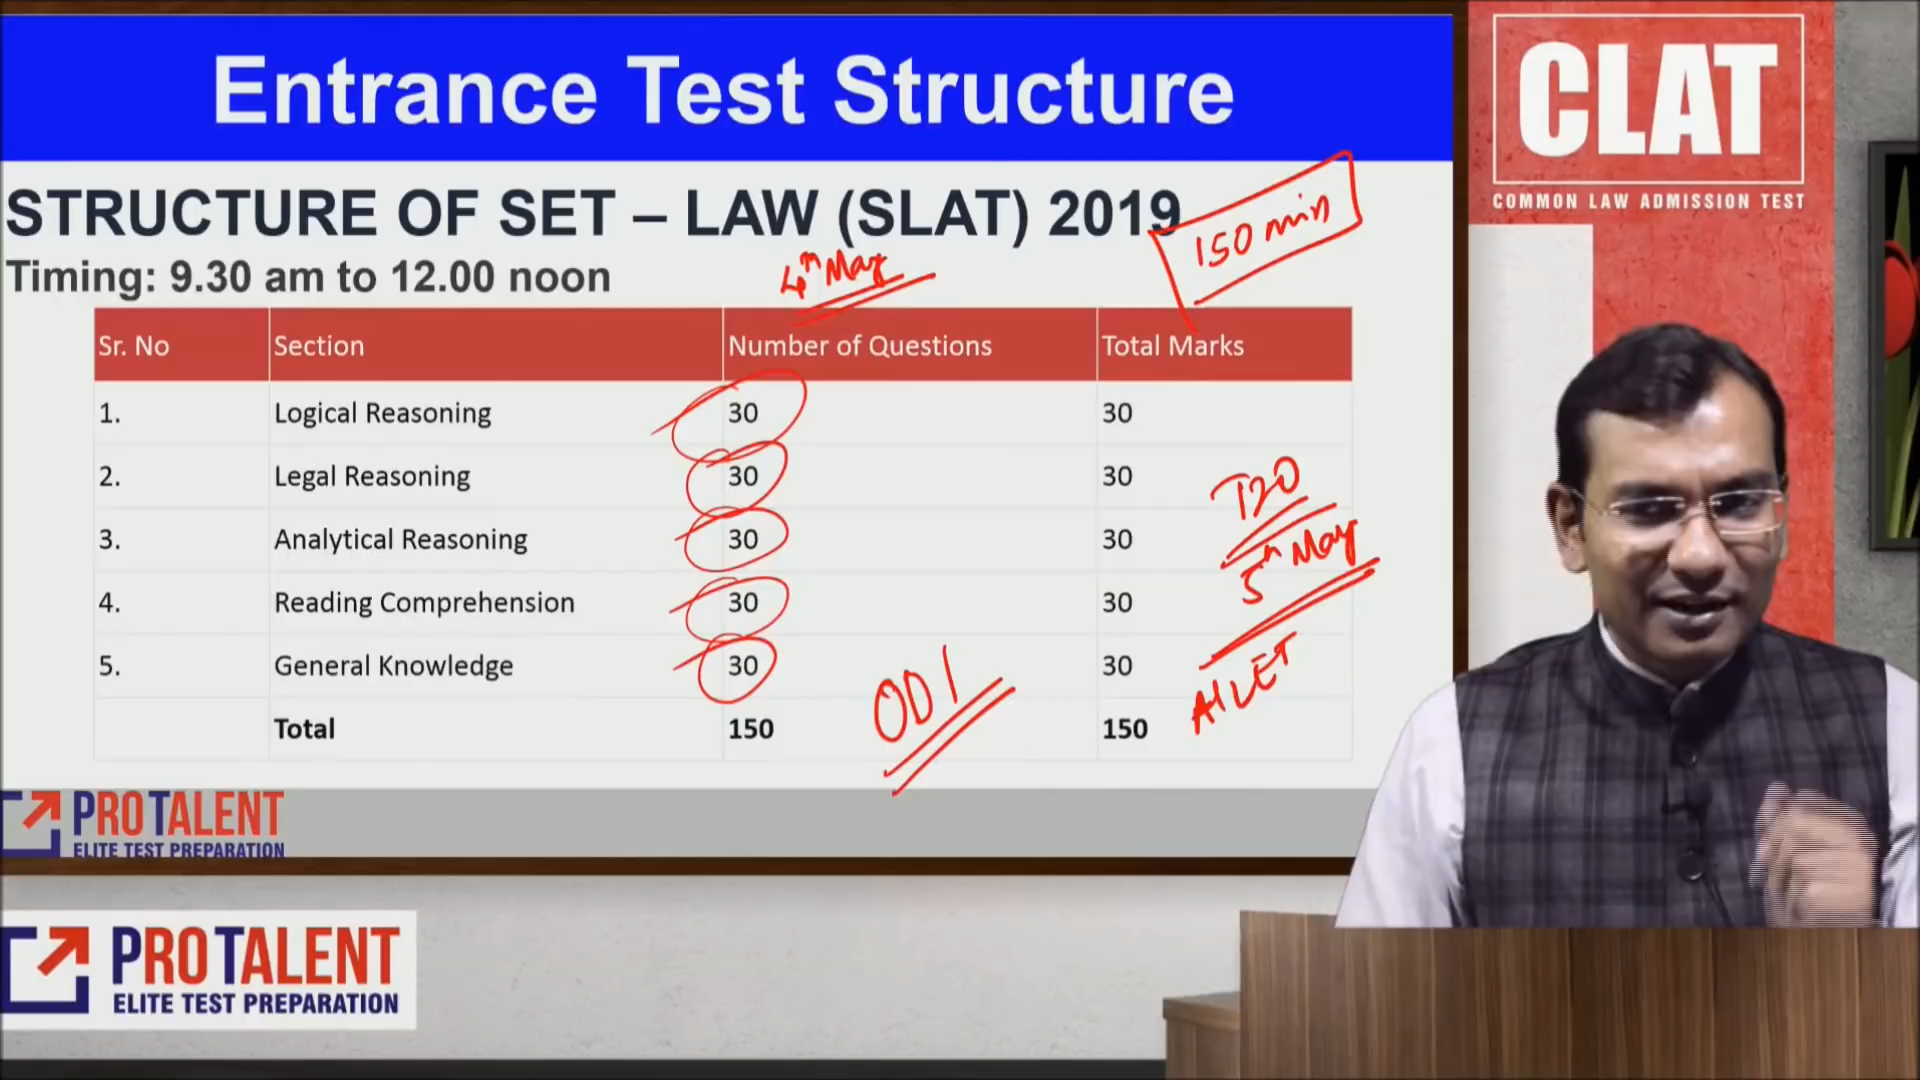 Entrance Test Structure
CLAT
COMMON LAW ADMISSION TEST
STRUCTURE OF SET – LAW (SLAT) 2019
150 min
Timing: 9.30 am to 12.00 noon
4th May
Sr. No Section Number of Questions Total Marks
1. Logical Reasoning 30 30
2. Legal Reasoning 30 30
3. Analytical Reasoning 30 30
4. Reading Comprehension 30 30
5. General Knowledge 30 30
Total 150 150
T20
5th May
AILET
ODI
PROTALENT
ELITE TEST PREPARATION
PROTALENT
ELITE TEST PREPARATION